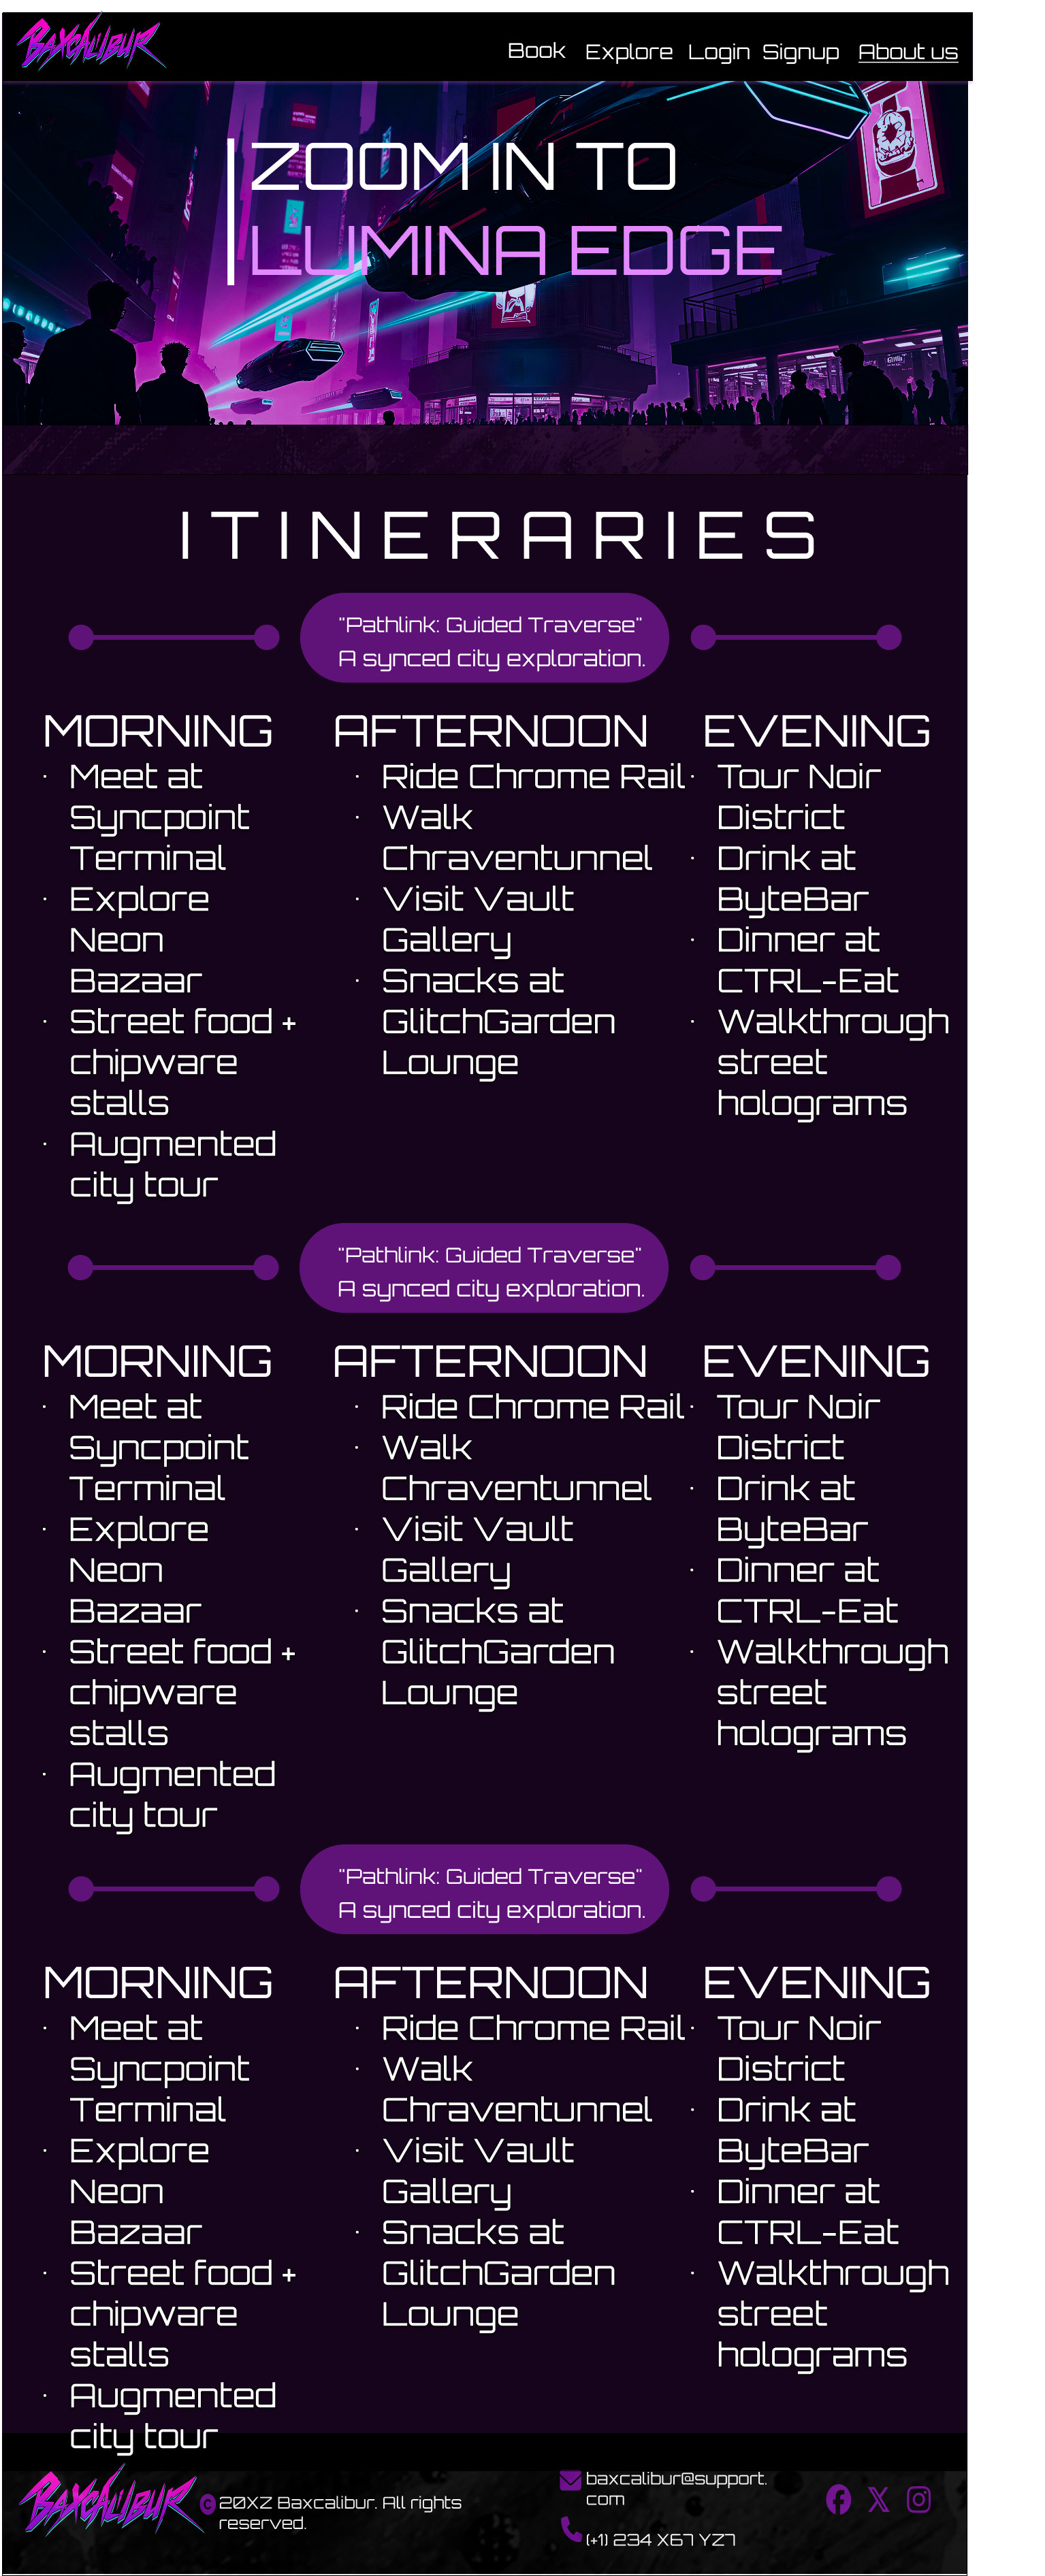 BAXCALIBUR
Book Explore Login Signup About us
ZOOM IN TO
LUMINA EDGE
ITINERARIES
"Pathlink: Guided Traverse"
A synced city exploration.
MORNING
· Meet at
Syncpoint
Terminal
· Explore
Neon
Bazaar
· Street food +
chipware
stalls
· Augmented
city tour
AFTERNOON
· Ride Chrome Rail
· Walk
Chraventunnel
· Visit Vault
Gallery
· Snacks at
GlitchGarden
Lounge
EVENING
· Tour Noir
District
· Drink at
ByteBar
· Dinner at
CTRL-Eat
· Walkthrough
street
holograms
"Pathlink: Guided Traverse"
A synced city exploration.
MORNING
· Meet at
Syncpoint
Terminal
· Explore
Neon
Bazaar
· Street food +
chipware
stalls
· Augmented
city tour
AFTERNOON
· Ride Chrome Rail
· Walk
Chraventunnel
· Visit Vault
Gallery
· Snacks at
GlitchGarden
Lounge
EVENING
· Tour Noir
District
· Drink at
ByteBar
· Dinner at
CTRL-Eat
· Walkthrough
street
holograms
"Pathlink: Guided Traverse"
A synced city exploration.
MORNING
· Meet at
Syncpoint
Terminal
· Explore
Neon
Bazaar
· Street food +
chipware
stalls
· Augmented
city tour
AFTERNOON
· Ride Chrome Rail
· Walk
Chraventunnel
· Visit Vault
Gallery
· Snacks at
GlitchGarden
Lounge
EVENING
· Tour Noir
District
· Drink at
ByteBar
· Dinner at
CTRL-Eat
· Walkthrough
street
holograms
BAXCALIBUR
© 20XZ Baxcalibur. All rights
reserved.
baxcalibur@support.
com
(+1) 234 X67 YZ7